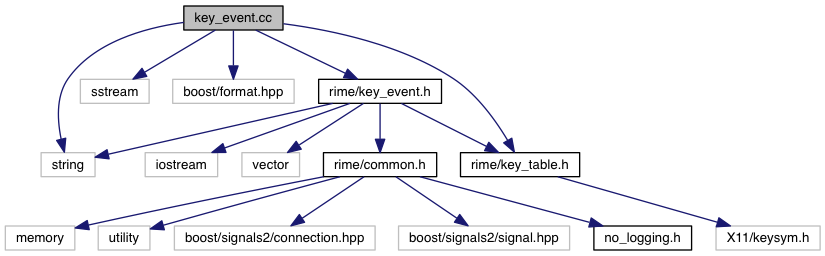 key_event.cc
sstream
boost/format.hpp
rime/key_event.h
string
iostream
vector
rime/common.h
rime/key_table.h
memory
utility
boost/signals2/connection.hpp
boost/signals2/signal.hpp
no_logging.h
X11/keysym.h